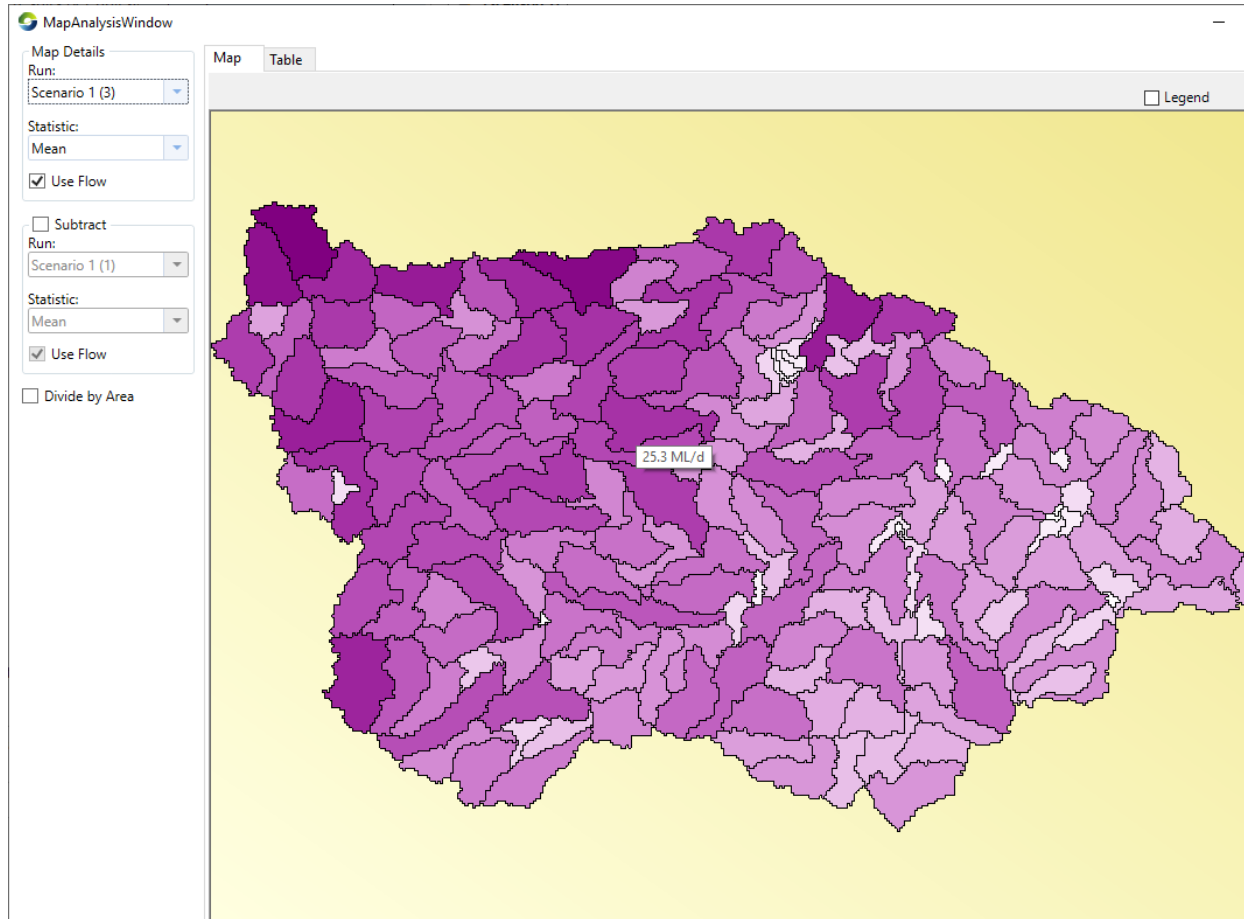 MapAnalysisWindow
Map Details
Run:
Scenario 1 (3)
Statistic:
Mean
Use Flow
Subtract
Run:
Scenario 1 (1)
Statistic:
Mean
Use Flow
Divide by Area
Map
Table
Legend
25.3 ML/d